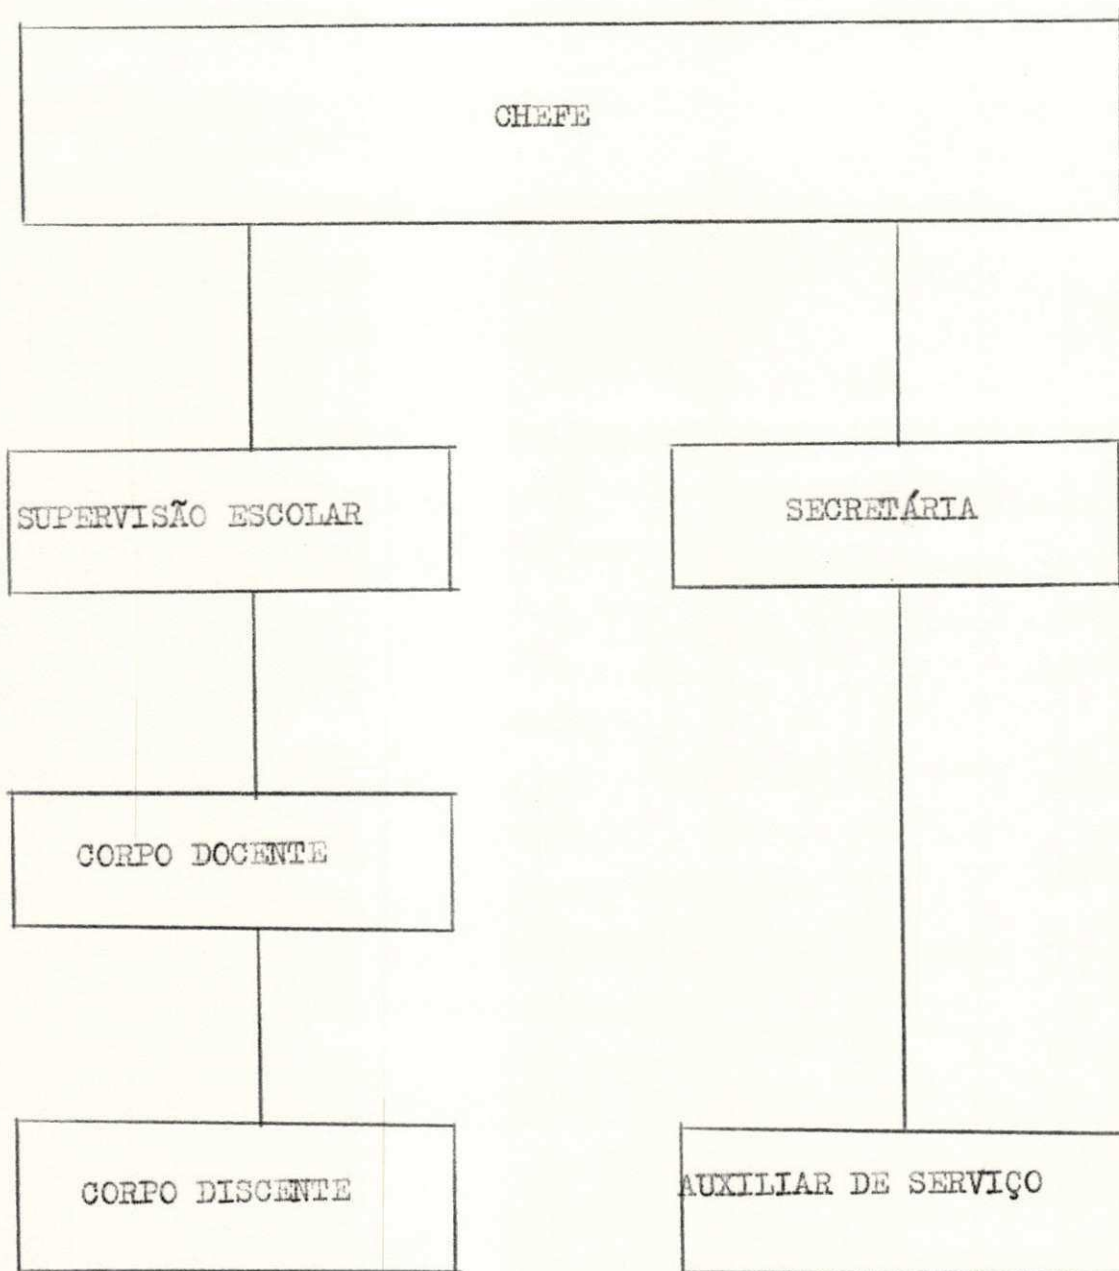 CHEFE
SUPERVISÃO ESCOLAR
SECRETÁRIA
CORPO DOCENTE
CORPO DISCENTE
AUXILIAR DE SERVIÇO